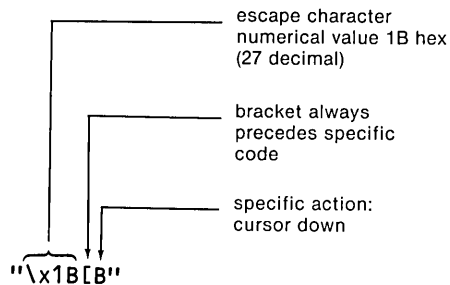 escape character
numerical value 1B hex
(27 decimal)
bracket always
precedes specific
code
specific action:
cursor down
"\x1B[B"